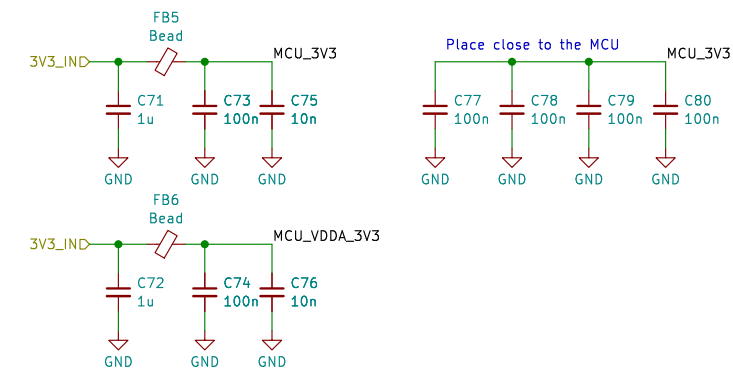 FB5
Bead
3V3_IN
MCU_3V3
C71
1u
C73
100n
C75
10n
GND
GND
GND
Place close to the MCU
MCU_3V3
C77
100n
C78
100n
C79
100n
C80
100n
GND
GND
GND
GND
FB6
Bead
3V3_IN
MCU_VDDA_3V3
C72
1u
C74
100n
C76
10n
GND
GND
GND